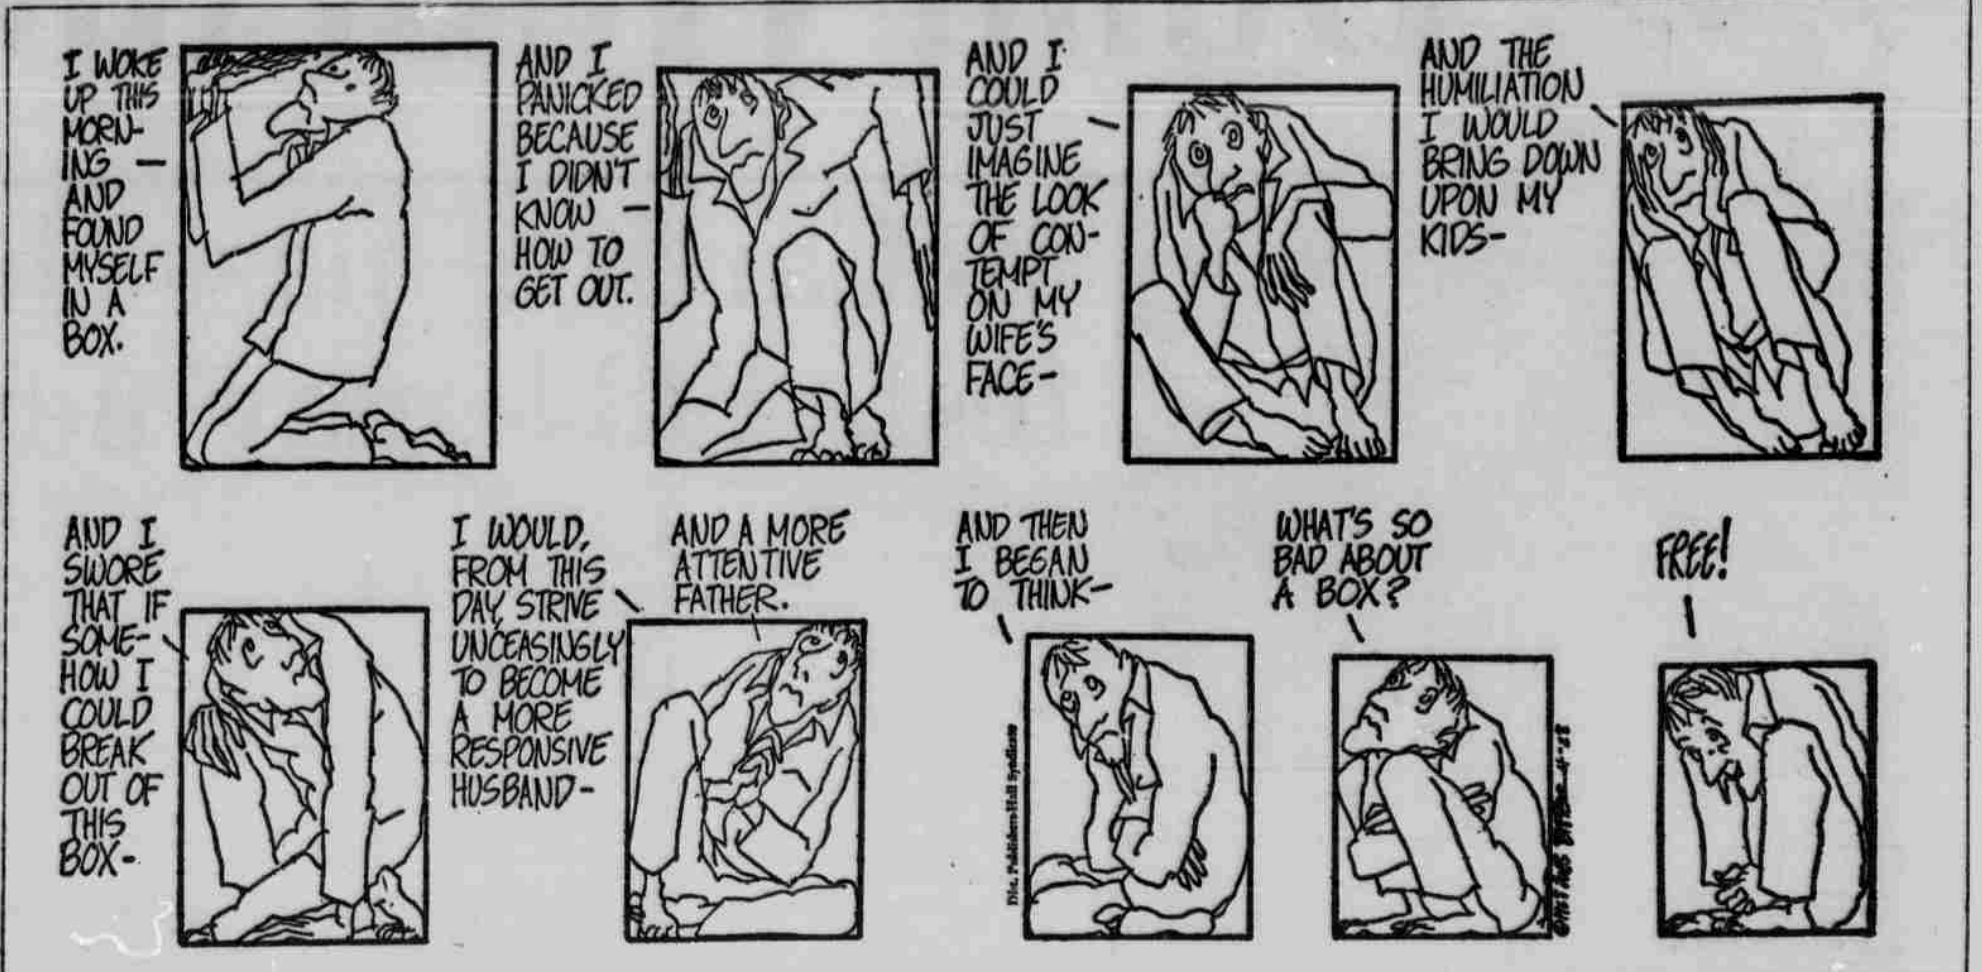 I WOKE
UP THIS
MORN-
ING —
AND
FOUND
MYSELF
IN A
BOX.
AND I
PANICKED
BECAUSE
I DIDN'T
KNOW —
HOW TO
GET OUT.
AND I
COULD
JUST
IMAGINE
THE LOOK
OF CON-
TEMPT
ON MY
WIFE'S
FACE-
AND THE
HUMILIATION
I WOULD
BRING DOWN
UPON MY
KIDS-
AND I
SWORE
THAT IF
SOME-
HOW I
COULD
BREAK
OUT OF
THIS
BOX-
I WOULD,
FROM THIS
DAY, STRIVE
UNCEASINGLY
TO BECOME
A MORE
RESPONSIVE
HUSBAND-
AND A MORE
ATTENTIVE
FATHER.
AND THEN
I BEGAN
TO THINK-
Dist. Publishers-Hall Syndicate
WHAT'S SO
BAD ABOUT
A BOX?
FREE!